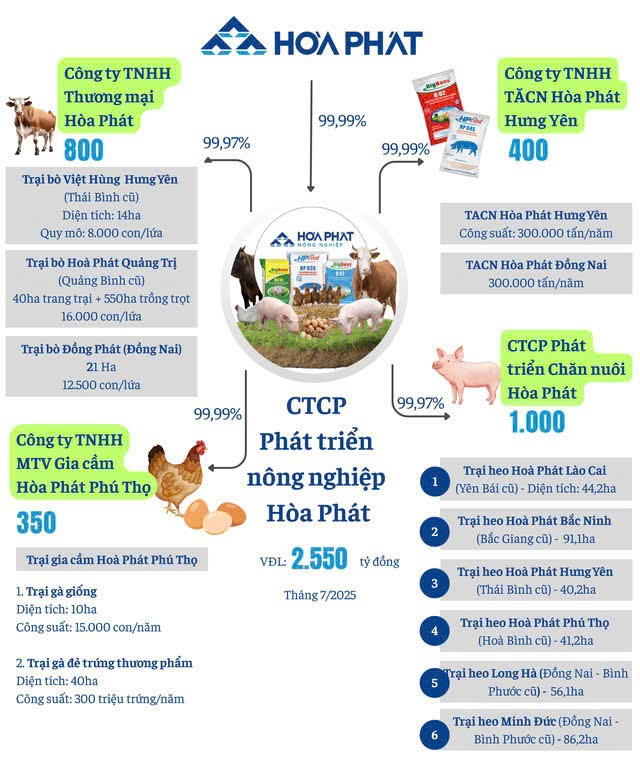 HÒA PHÁT
Công ty TNHH
Thương mại
Hòa Phát
800
99,97%
99,99%
99,99%
Công ty TNHH
TĂCN Hòa Phát
Hưng Yên
400
BigBoss
B 02
HPfeed
HP 645
Trại bò Việt Hùng Hưng Yên
(Thái Bình cũ)
Diện tích: 14ha
Quy mô: 8.000 con/lứa
Trại bò Hoà Phát Quảng Trị
(Quảng Bình cũ)
40ha trang trại + 550ha trồng trọt
16.000 con/lứa
Trại bò Đồng Phát (Đồng Nai)
21 Ha
12.500 con/lứa
HÒA PHÁT
NÔNG NGHIỆP
BigBoss
HPfeed
BigBoss
TACN Hòa Phát Hưng Yên
Công suất: 300.000 tấn/năm
TACN Hòa Phát Đồng Nai
300.000 tấn/năm
99,99%
99,97%
CTCP Phát
triển Chăn nuôi
Hòa Phát
1.000
Công ty TNHH
MTV Gia cầm
Hòa Phát Phú Thọ
350
CTCP
Phát triển
nông nghiệp
Hòa Phát
VĐL: 2.550 tỷ đồng
Tháng 7/2025
Trại gia cầm Hoà Phát Phú Thọ
1. Trại gà giống
Diện tích: 10ha
Công suất: 15.000 con/năm
2. Trại gà đẻ trứng thương phẩm
Diện tích: 40ha
Công suất: 300 triệu trứng/năm
1
Trại heo Hoà Phát Lào Cai
(Yên Bái cũ) - Diện tích: 44,2ha
2
Trại heo Hoà Phát Bắc Ninh
(Bắc Giang cũ) - 91,1ha
3
Trại heo Hoà Phát Hưng Yên
(Thái Bình cũ) - 40,2ha
4
Trại heo Hoà Phát Phú Thọ
(Hoà Bình cũ) - 41,2ha
5
Trại heo Long Hà (Đồng Nai - Bình
Phước cũ) - 56,1ha
6
Trại heo Minh Đức (Đồng Nai -
Bình Phước cũ) - 86,2ha